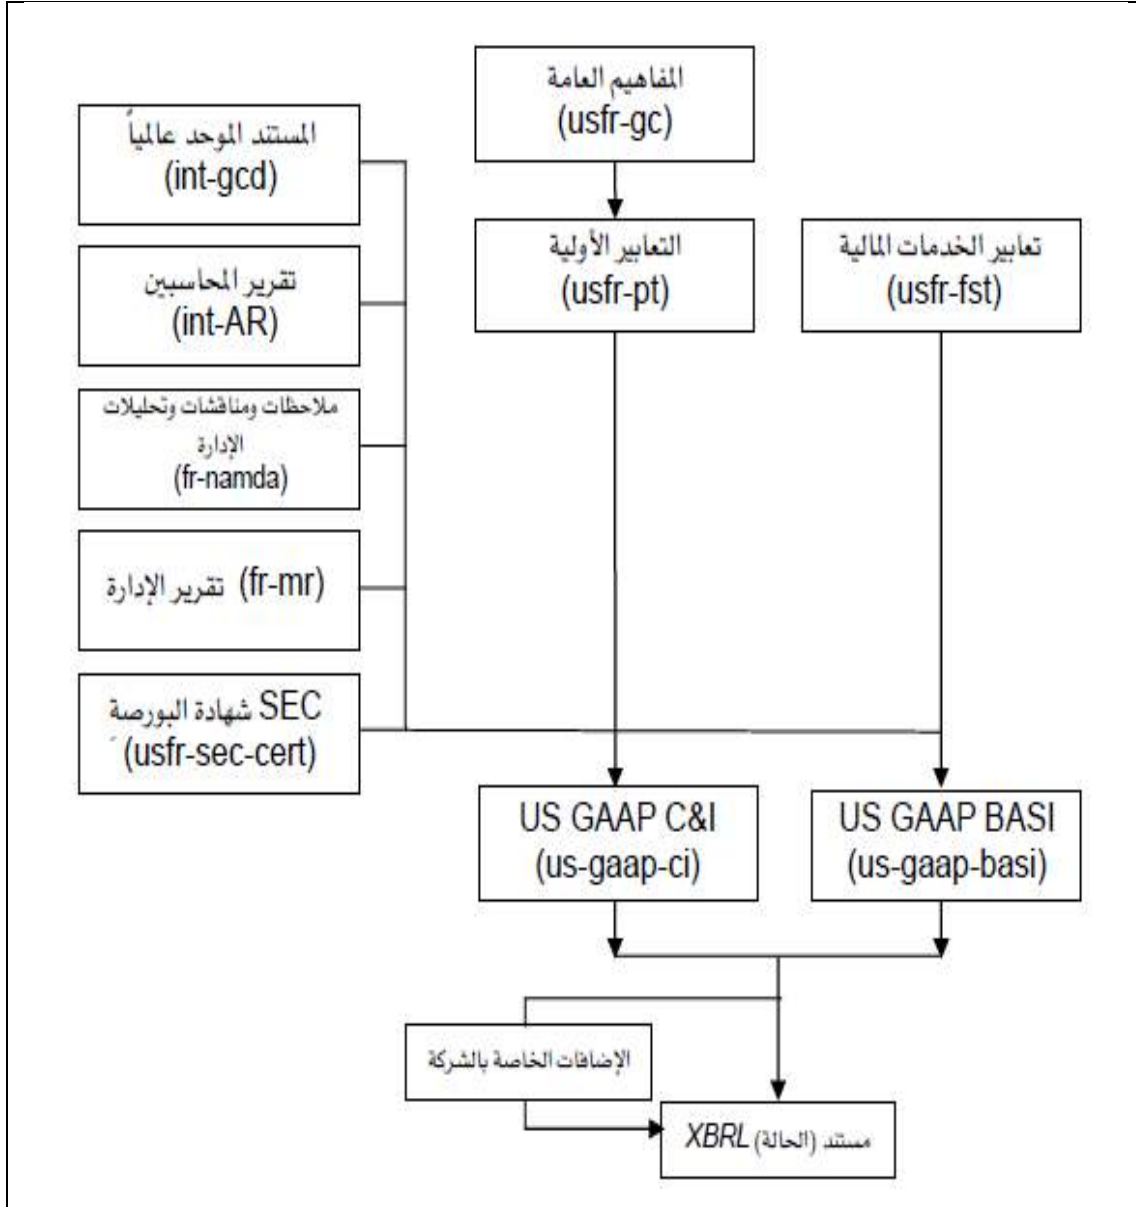 المفاهيم العامة
(usfr-gc)
المستند الموحد عالمياً
(int-gcd)
التعابير الأولية
(usfr-pt)
تعابير الخدمات المالية
(usfr-fst)
تقرير المحاسبين
(int-AR)
ملاحظات ومناقشات وتحليلات
الإدارة
(fr-namda)
تقرير الإدارة (fr-mr)
SEC شهادة البورصة
(usfr-sec-cert)
US GAAP C&I
(us-gaap-ci)
US GAAP BASI
(us-gaap-basi)
الإضافات الخاصة بالشركة
مستند (الحالة) XBRL